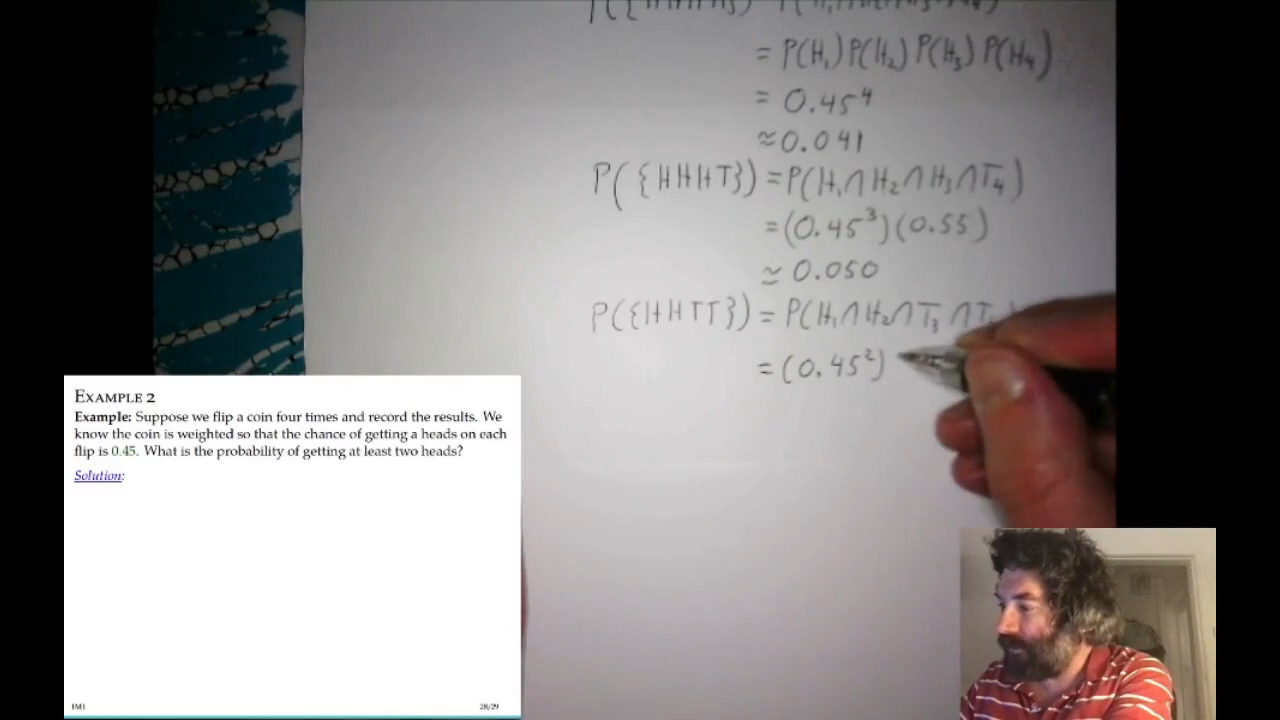 = P(H₁) P(H₂) P(H₃) P(H₄)
= 0.45⁴
≈ 0.041
P({HHHT}) = P(H₁∩H₂∩H₃∩T₄)
= (0.45³)(0.55)
≈ 0.050
P({HHTT}) = P(H₁∩H₂∩T₃∩T
= (0.45²)
EXAMPLE 2
Example: Suppose we flip a coin four times and record the results. We
know the coin is weighted so that the chance of getting a heads on each
flip is 0.45. What is the probability of getting at least two heads?
Solution:
IMI 28/29